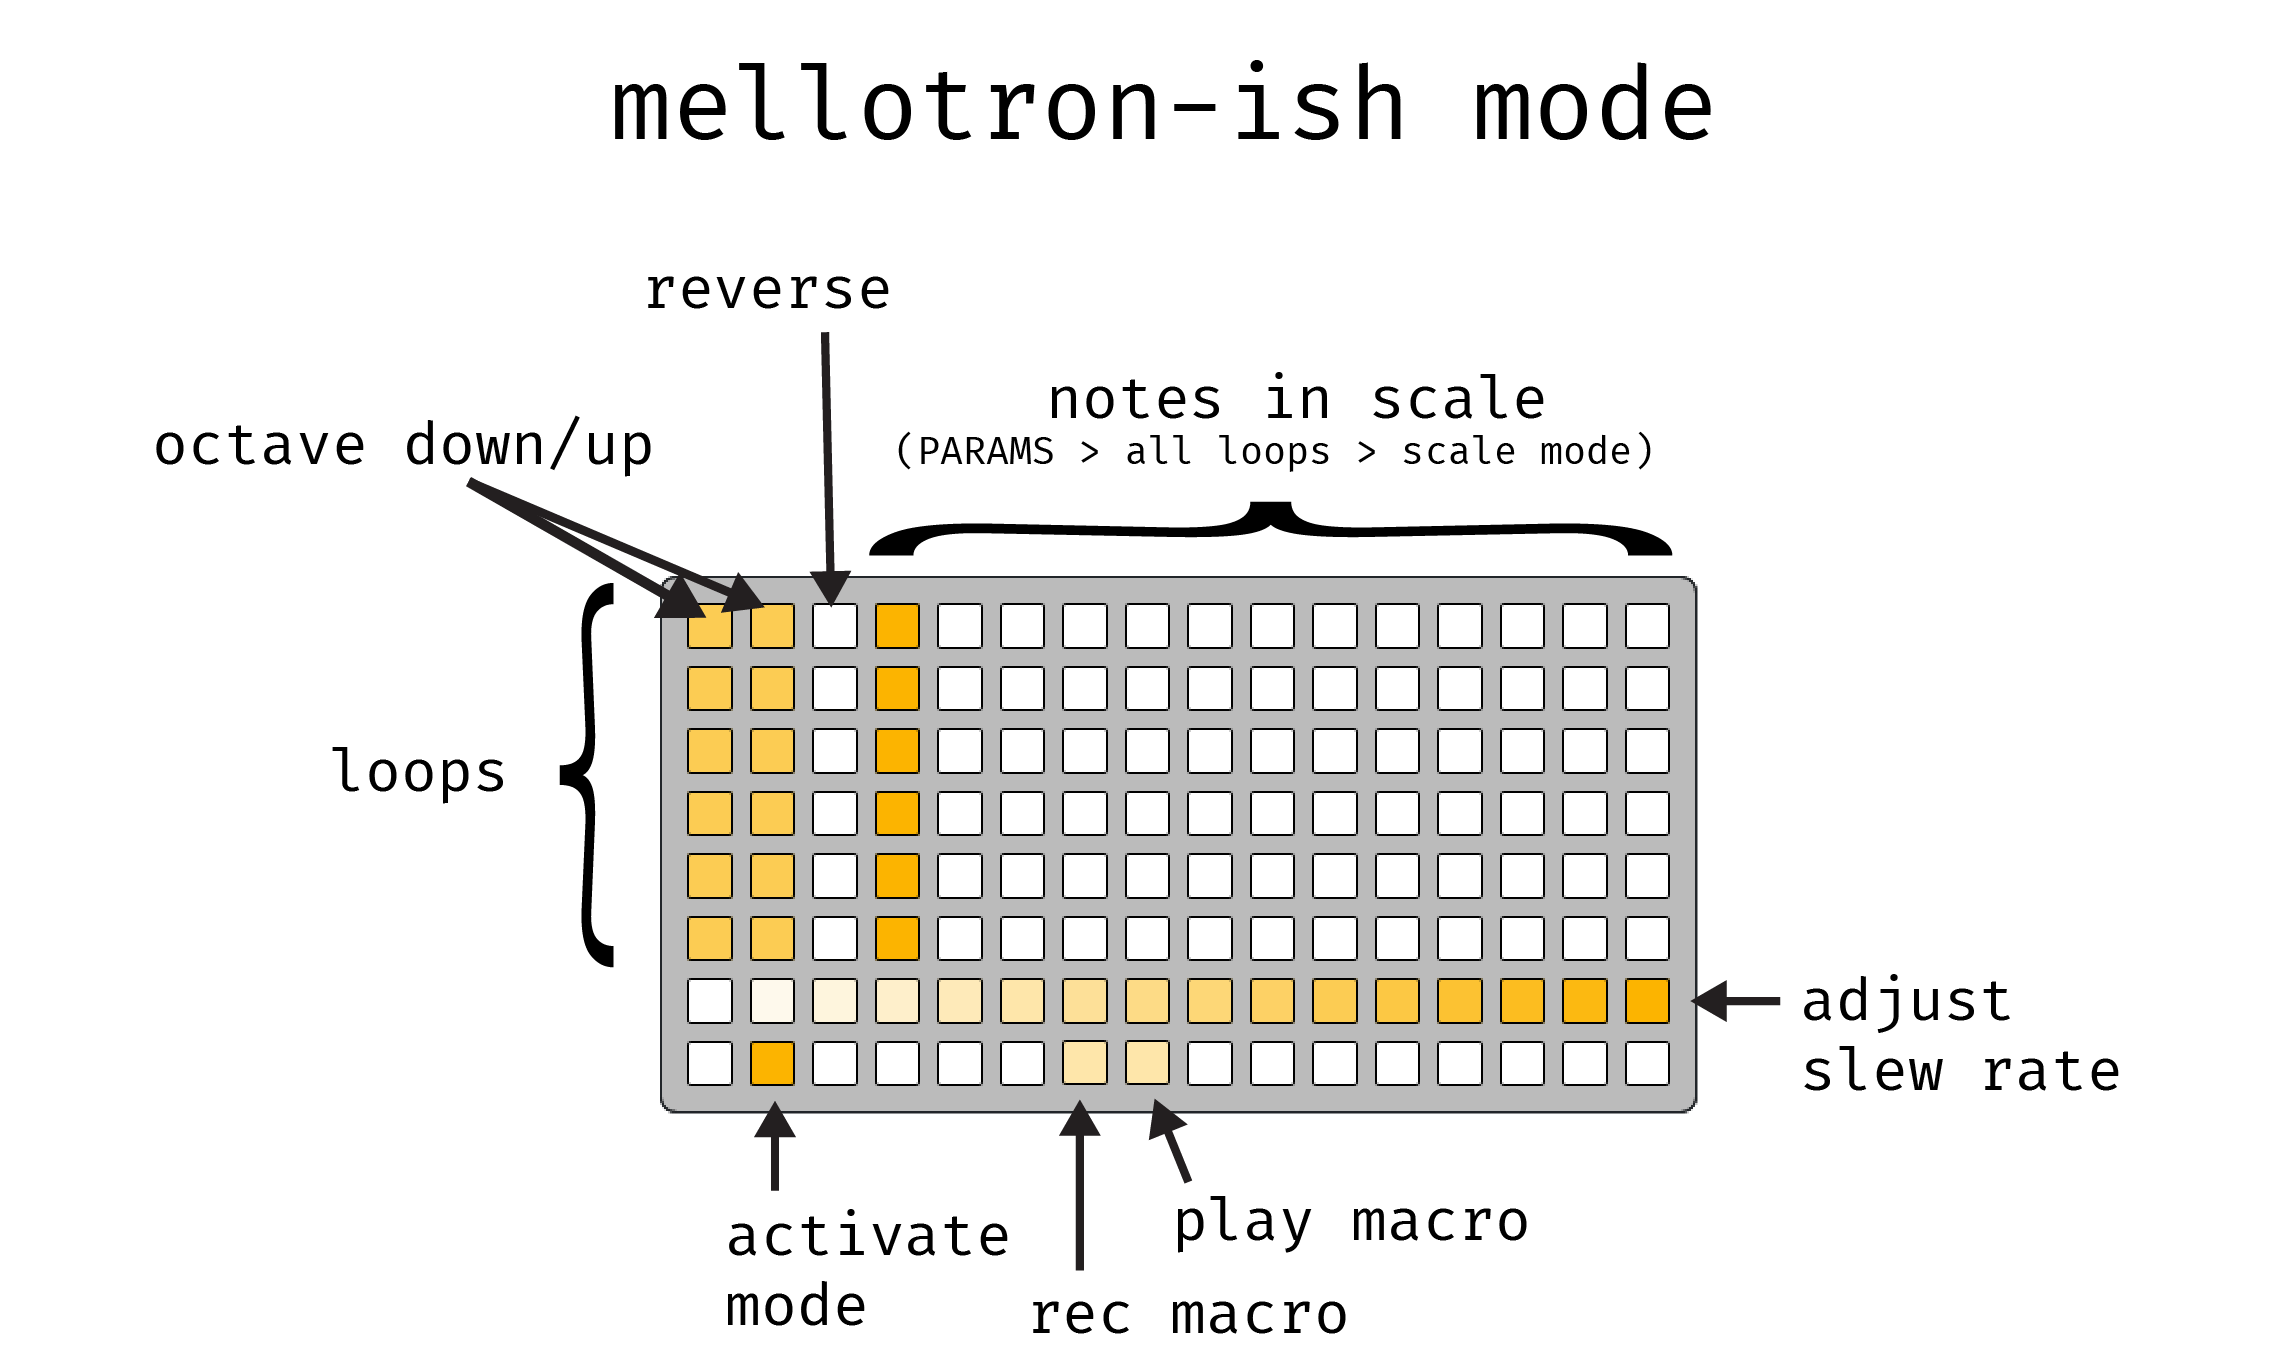 mellotron-ish mode
reverse
notes in scale
(PARAMS > all loops > scale mode)
octave down/up
loops
adjust
slew rate
activate
mode
play macro
rec macro